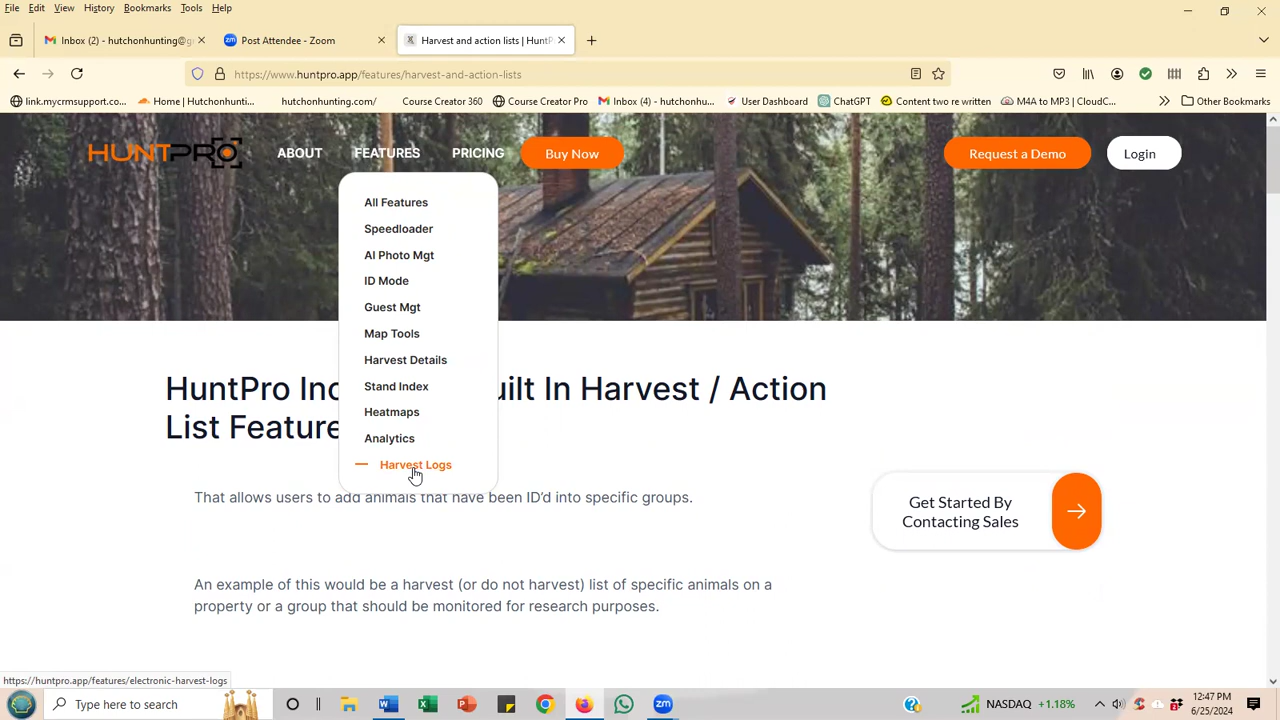 File Edit View History Bookmarks Tools Help
Inbox (2) - hutchonhunting@g
Post Attendee - Zoom
Harvest and action lists | HuntP
https://www.huntpro.app/features/harvest-and-action-lists
link.mycrmsupport.co...
Home | Hutchonhunti...
hutchonhunting.com/
Course Creator 360
Course Creator Pro
Inbox (4) - hutchonhu...
User Dashboard
ChatGPT
Content two re written
M4A to MP3 | CloudC...
Other Bookmarks
HUNTPRO
ABOUT
FEATURES
PRICING
Buy Now
Request a Demo
Login
All Features
Speedloader
AI Photo Mgt
ID Mode
Guest Mgt
Map Tools
Harvest Details
Stand Index
Heatmaps
Analytics
Harvest Logs
HuntPro Inc uilt In Harvest / Action
List Feature
That allows users to add animals that have been ID'd into specific groups.
An example of this would be a harvest (or do not harvest) list of specific animals on a
property or a group that should be monitored for research purposes.
Get Started By
Contacting Sales
https://huntpro.app/features/electronic-harvest-logs
Type here to search
NASDAQ +1.18%
12:47 PM
6/25/2024